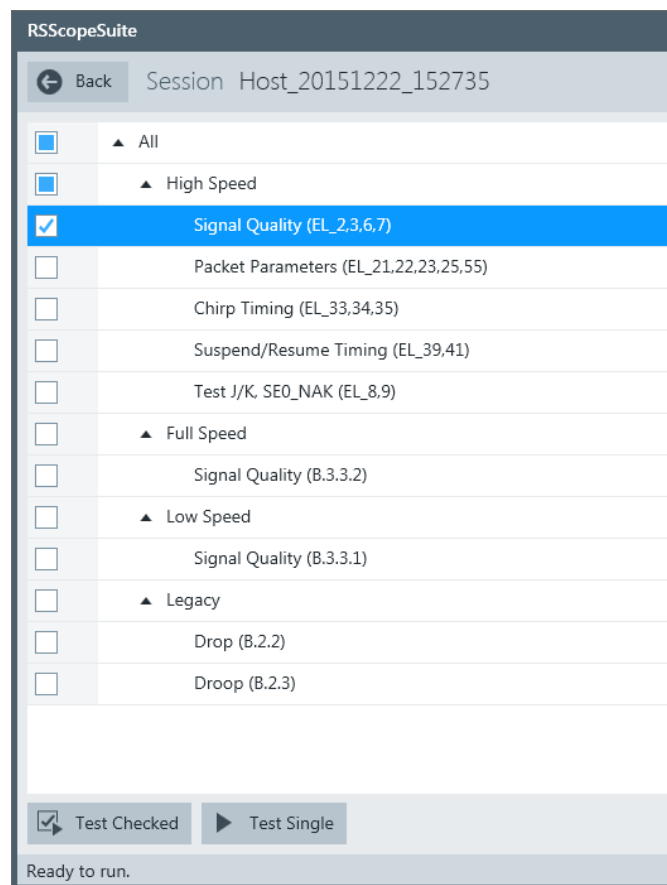 RSScopeSuite
Back Session Host_20151222_152735
All
High Speed
Signal Quality (EL_2,3,6,7)
Packet Parameters (EL_21,22,23,25,55)
Chirp Timing (EL_33,34,35)
Suspend/Resume Timing (EL_39,41)
Test J/K, SE0_NAK (EL_8,9)
Full Speed
Signal Quality (B.3.3.2)
Low Speed
Signal Quality (B.3.3.1)
Legacy
Drop (B.2.2)
Droop (B.2.3)
Test Checked Test Single
Ready to run.